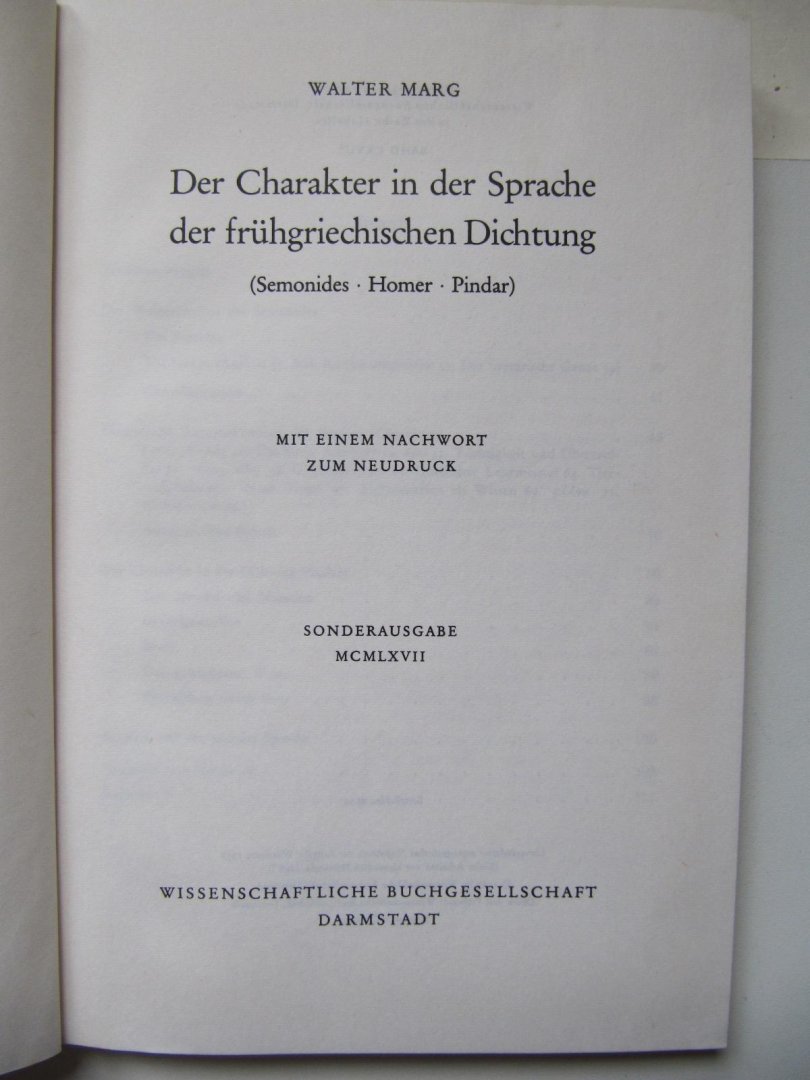 WALTER MARG
Der Charakter in der Sprache
der frühgriechischen Dichtung
(Semonides · Homer · Pindar)
MIT EINEM NACHWORT
ZUM NEUDRUCK
SONDERAUSGABE
MCMLXVII
WISSENSCHAFTLICHE BUCHGESELLSCHAFT
DARMSTADT